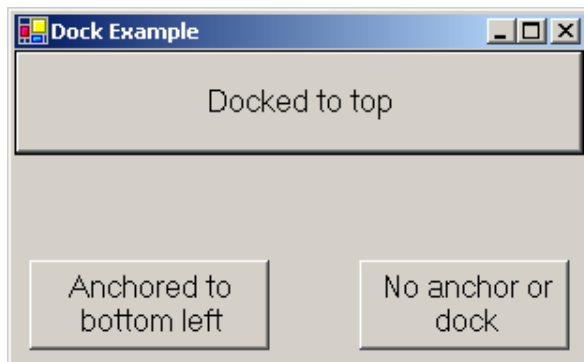 Dock Example
Docked to top
Anchored to
bottom left
No anchor or
dock